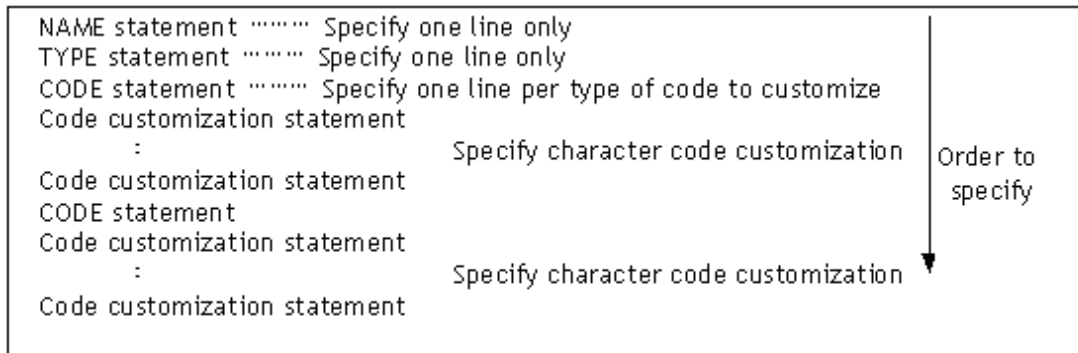 NAME statement ……… Specify one line only
TYPE statement ……… Specify one line only
CODE statement ……… Specify one line per type of code to customize
Code customization statement
: Specify character code customization
Code customization statement
CODE statement
Code customization statement
: Specify character code customization
Code customization statement
Order to
specify